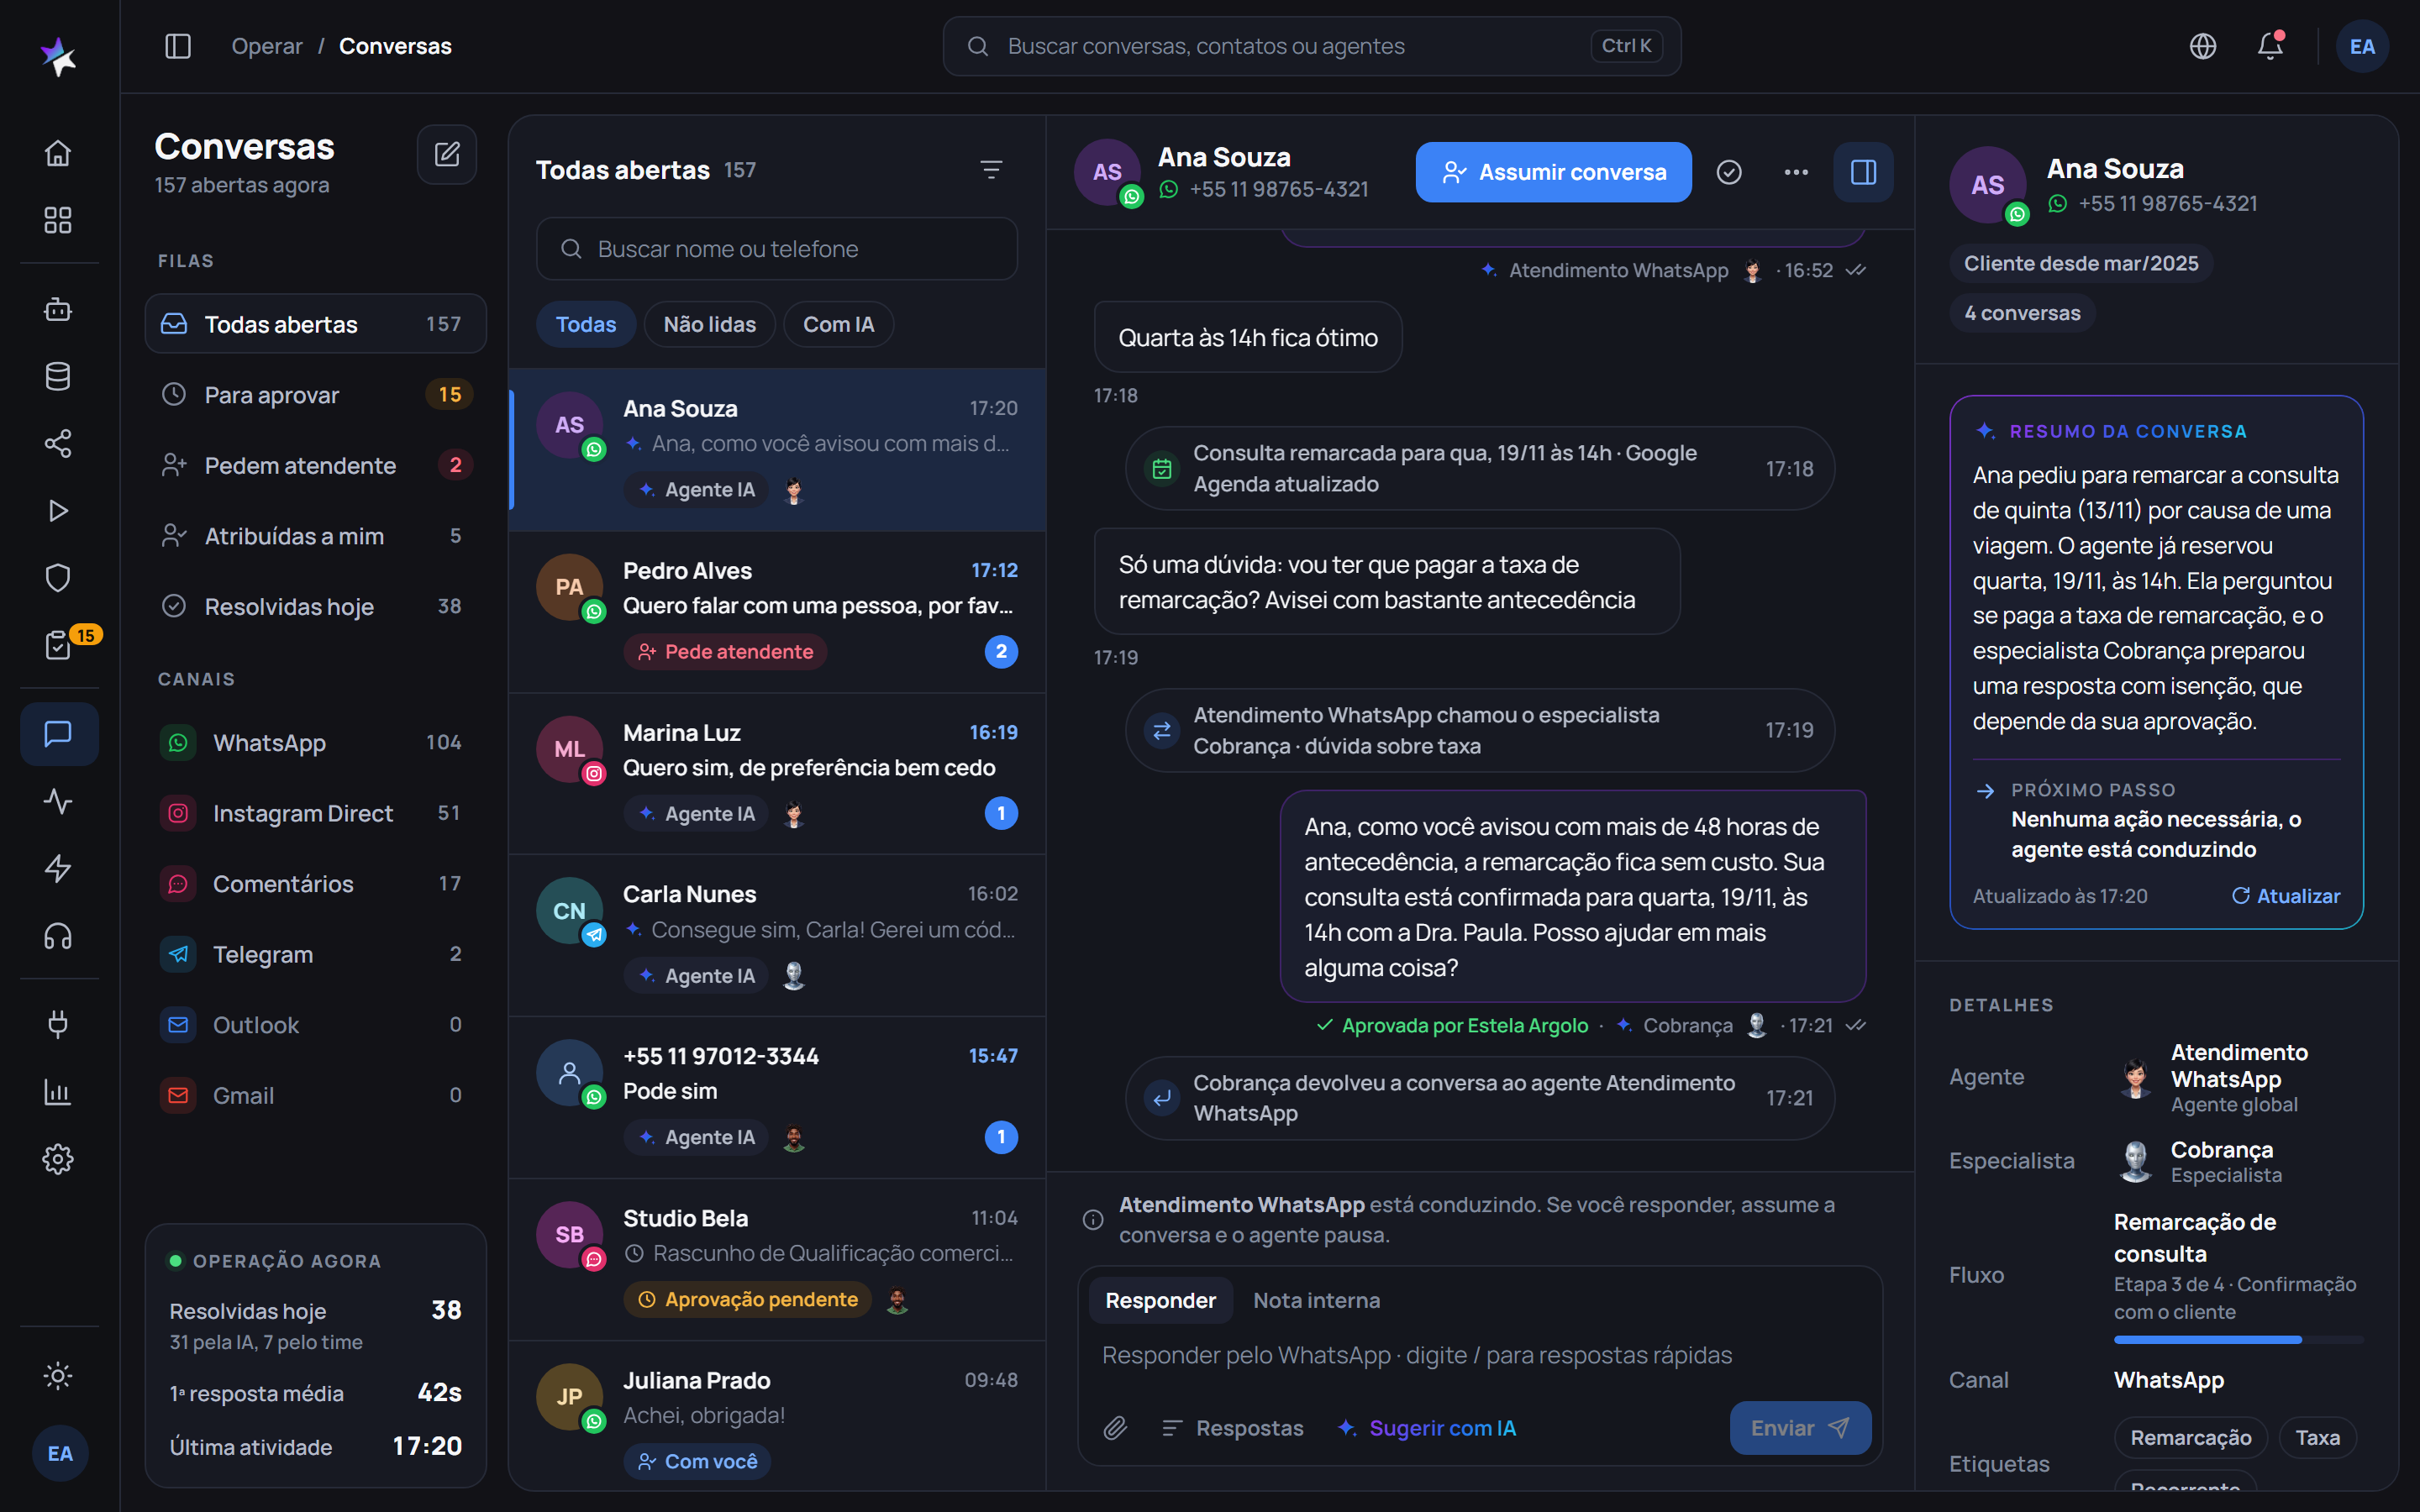 Operar / Conversas
Buscar conversas, contatos ou agentes
Ctrl K
EA
15
EA
Conversas
157 abertas agora
FILAS
Todas abertas 157
Para aprovar 15
Pedem atendente 2
Atribuídas a mim 5
Resolvidas hoje 38
CANAIS
WhatsApp 104
Instagram Direct 51
Comentários 17
Telegram 2
Outlook 0
Gmail 0
OPERAÇÃO AGORA
Resolvidas hoje 38
31 pela IA, 7 pelo time
1ª resposta média 42s
Última atividade 17:20
Todas abertas 157
Buscar nome ou telefone
Todas
Não lidas
Com IA
AS
Ana Souza 17:20
Ana, como você avisou com mais d...
Agente IA
PA
Pedro Alves 17:12
Quero falar com uma pessoa, por fav...
Pede atendente 2
ML
Marina Luz 16:19
Quero sim, de preferência bem cedo
Agente IA 1
CN
Carla Nunes 16:02
Consegue sim, Carla! Gerei um cód...
Agente IA
+55 11 97012-3344 15:47
Pode sim
Agente IA 1
SB
Studio Bela 11:04
Rascunho de Qualificação comerci...
Aprovação pendente
JP
Juliana Prado 09:48
Achei, obrigada!
Com você
AS
Ana Souza
+55 11 98765-4321
Assumir conversa
Atendimento WhatsApp · 16:52
Quarta às 14h fica ótimo
17:18
Consulta remarcada para qua, 19/11 às 14h · Google
Agenda atualizado
17:18
Só uma dúvida: vou ter que pagar a taxa de
remarcação? Avisei com bastante antecedência
17:19
Atendimento WhatsApp chamou o especialista
Cobrança · dúvida sobre taxa
17:19
Ana, como você avisou com mais de 48 horas de
antecedência, a remarcação fica sem custo. Sua
consulta está confirmada para quarta, 19/11, às
14h com a Dra. Paula. Posso ajudar em mais
alguma coisa?
Aprovada por Estela Argolo · Cobrança · 17:21
Cobrança devolveu a conversa ao agente Atendimento
WhatsApp
17:21
Atendimento WhatsApp está conduzindo. Se você responder, assume a
conversa e o agente pausa.
Responder
Nota interna
Responder pelo WhatsApp · digite / para respostas rápidas
Respostas
Sugerir com IA
Enviar
AS
Ana Souza
+55 11 98765-4321
Cliente desde mar/2025
4 conversas
RESUMO DA CONVERSA
Ana pediu para remarcar a consulta
de quinta (13/11) por causa de uma
viagem. O agente já reservou
quarta, 19/11, às 14h. Ela perguntou
se paga a taxa de remarcação, e o
especialista Cobrança preparou
uma resposta com isenção, que
depende da sua aprovação.
PRÓXIMO PASSO
Nenhuma ação necessária, o
agente está conduzindo
Atualizado às 17:20
Atualizar
DETALHES
Agente
Atendimento
WhatsApp
Agente global
Especialista
Cobrança
Especialista
Fluxo
Remarcação de
consulta
Etapa 3 de 4 · Confirmação
com o cliente
Canal
WhatsApp
Etiquetas
Remarcação
Taxa
Recorrente